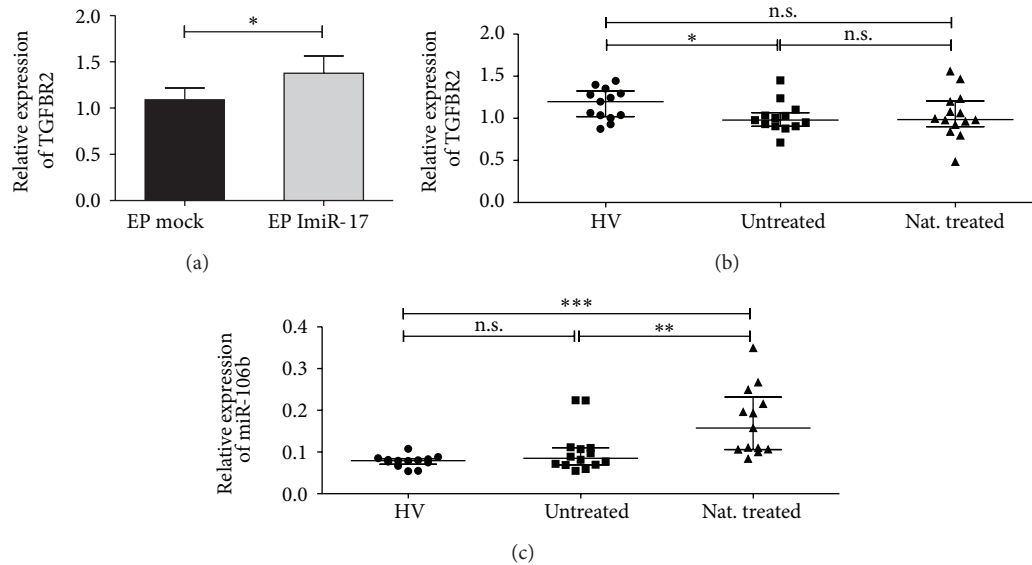 *
2.0
1.5
1.0
0.5
0.0
Relative expression
of TGFBR2
EP mock
EP ImiR-17
(a)
n.s.
*
n.s.
2.0
1.5
1.0
0.5
0.0
Relative expression
of TGFBR2
HV
Untreated
Nat. treated
(b)
***
n.s.
**
0.4
0.3
0.2
0.1
0.0
Relative expression
of miR-106b
HV
Untreated
Nat. treated
(c)